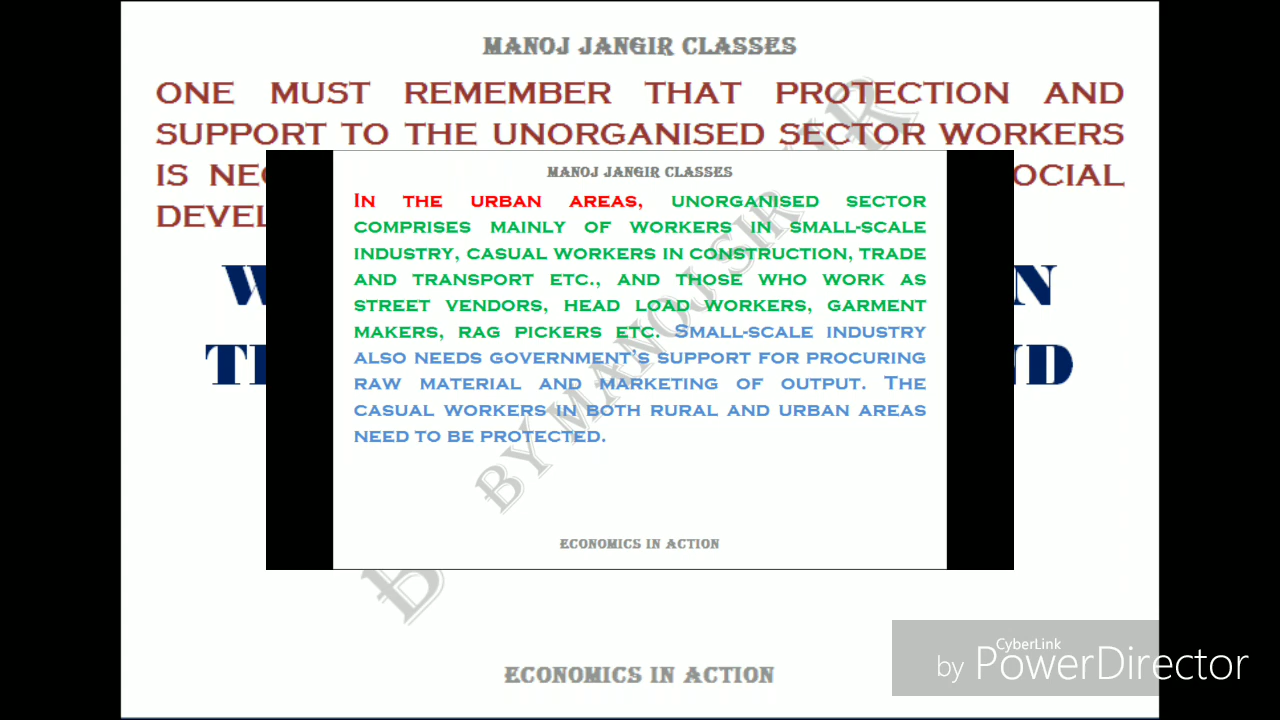 MANOJ JANGIR CLASSES
ONE MUST REMEMBER THAT PROTECTION AND
SUPPORT TO THE UNORGANISED SECTOR WORKERS
IS
MANOJ JANGIR CLASSES
IN THE URBAN AREAS, UNORGANISED SECTOR
COMPRISES MAINLY OF WORKERS IN SMALL-SCALE
INDUSTRY, CASUAL WORKERS IN CONSTRUCTION, TRADE
AND TRANSPORT ETC., AND THOSE WHO WORK AS
STREET VENDORS, HEAD LOAD WORKERS, GARMENT
MAKERS, RAG PICKERS ETC. SMALL-SCALE INDUSTRY
ALSO NEEDS GOVERNMENT'S SUPPORT FOR PROCURING
RAW MATERIAL AND MARKETING OF OUTPUT. THE
CASUAL WORKERS IN BOTH RURAL AND URBAN AREAS
NEED TO BE PROTECTED.
BY MANOJ SIR
ECONOMICS IN ACTION
CyberLink
by PowerDirector
ECONOMICS IN ACTION